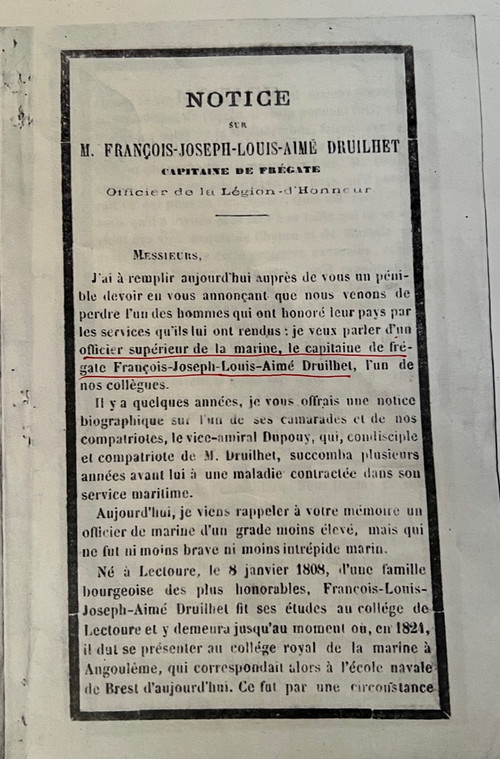 NOTICE
SUR
M. FRANÇOIS-JOSEPH-LOUIS-AIMÉ DRUILHET
CAPITAINE DE FRÉGATE
Officier de la Légion-d'Honneur
MESSIEURS,
J'ai à remplir aujourd'hui auprès de vous un péni-
ble devoir en vous annonçant que nous venons de
perdre l'un des hommes qui ont honoré leur pays par
les services qu'ils lui ont rendus : je veux parler d'un
officier supérieur de la marine, le capitaine de fré-
gate François-Joseph-Louis-Aimé Druilhet, l'un de
nos collègues.
Il y a quelques années, je vous offrais une notice
biographique sur l'un de ses camarades et de nos
compatriotes, le vice-amiral Dupouy, qui, condisciple
et compatriote de M. Druilhet, succomba plusieurs
années avant lui à une maladie contractée dans son
service maritime.
Aujourd'hui, je viens rappeler à votre mémoire un
officier de marine d'un grade moins élevé, mais qui
ne fut ni moins brave ni moins intrépide marin.
Né à Lectoure, le 8 janvier 1808, d'une famille
bourgeoise des plus honorables, François-Louis-
Joseph-Aimé Druilhet fit ses études au collége de
Lectoure et y demeura jusqu'au moment où, en 1824,
il dut se présenter au collége royal de la marine à
Angoulême, qui correspondait alors à l'école navale
de Brest d'aujourd'hui. Ce fut par une circonstance